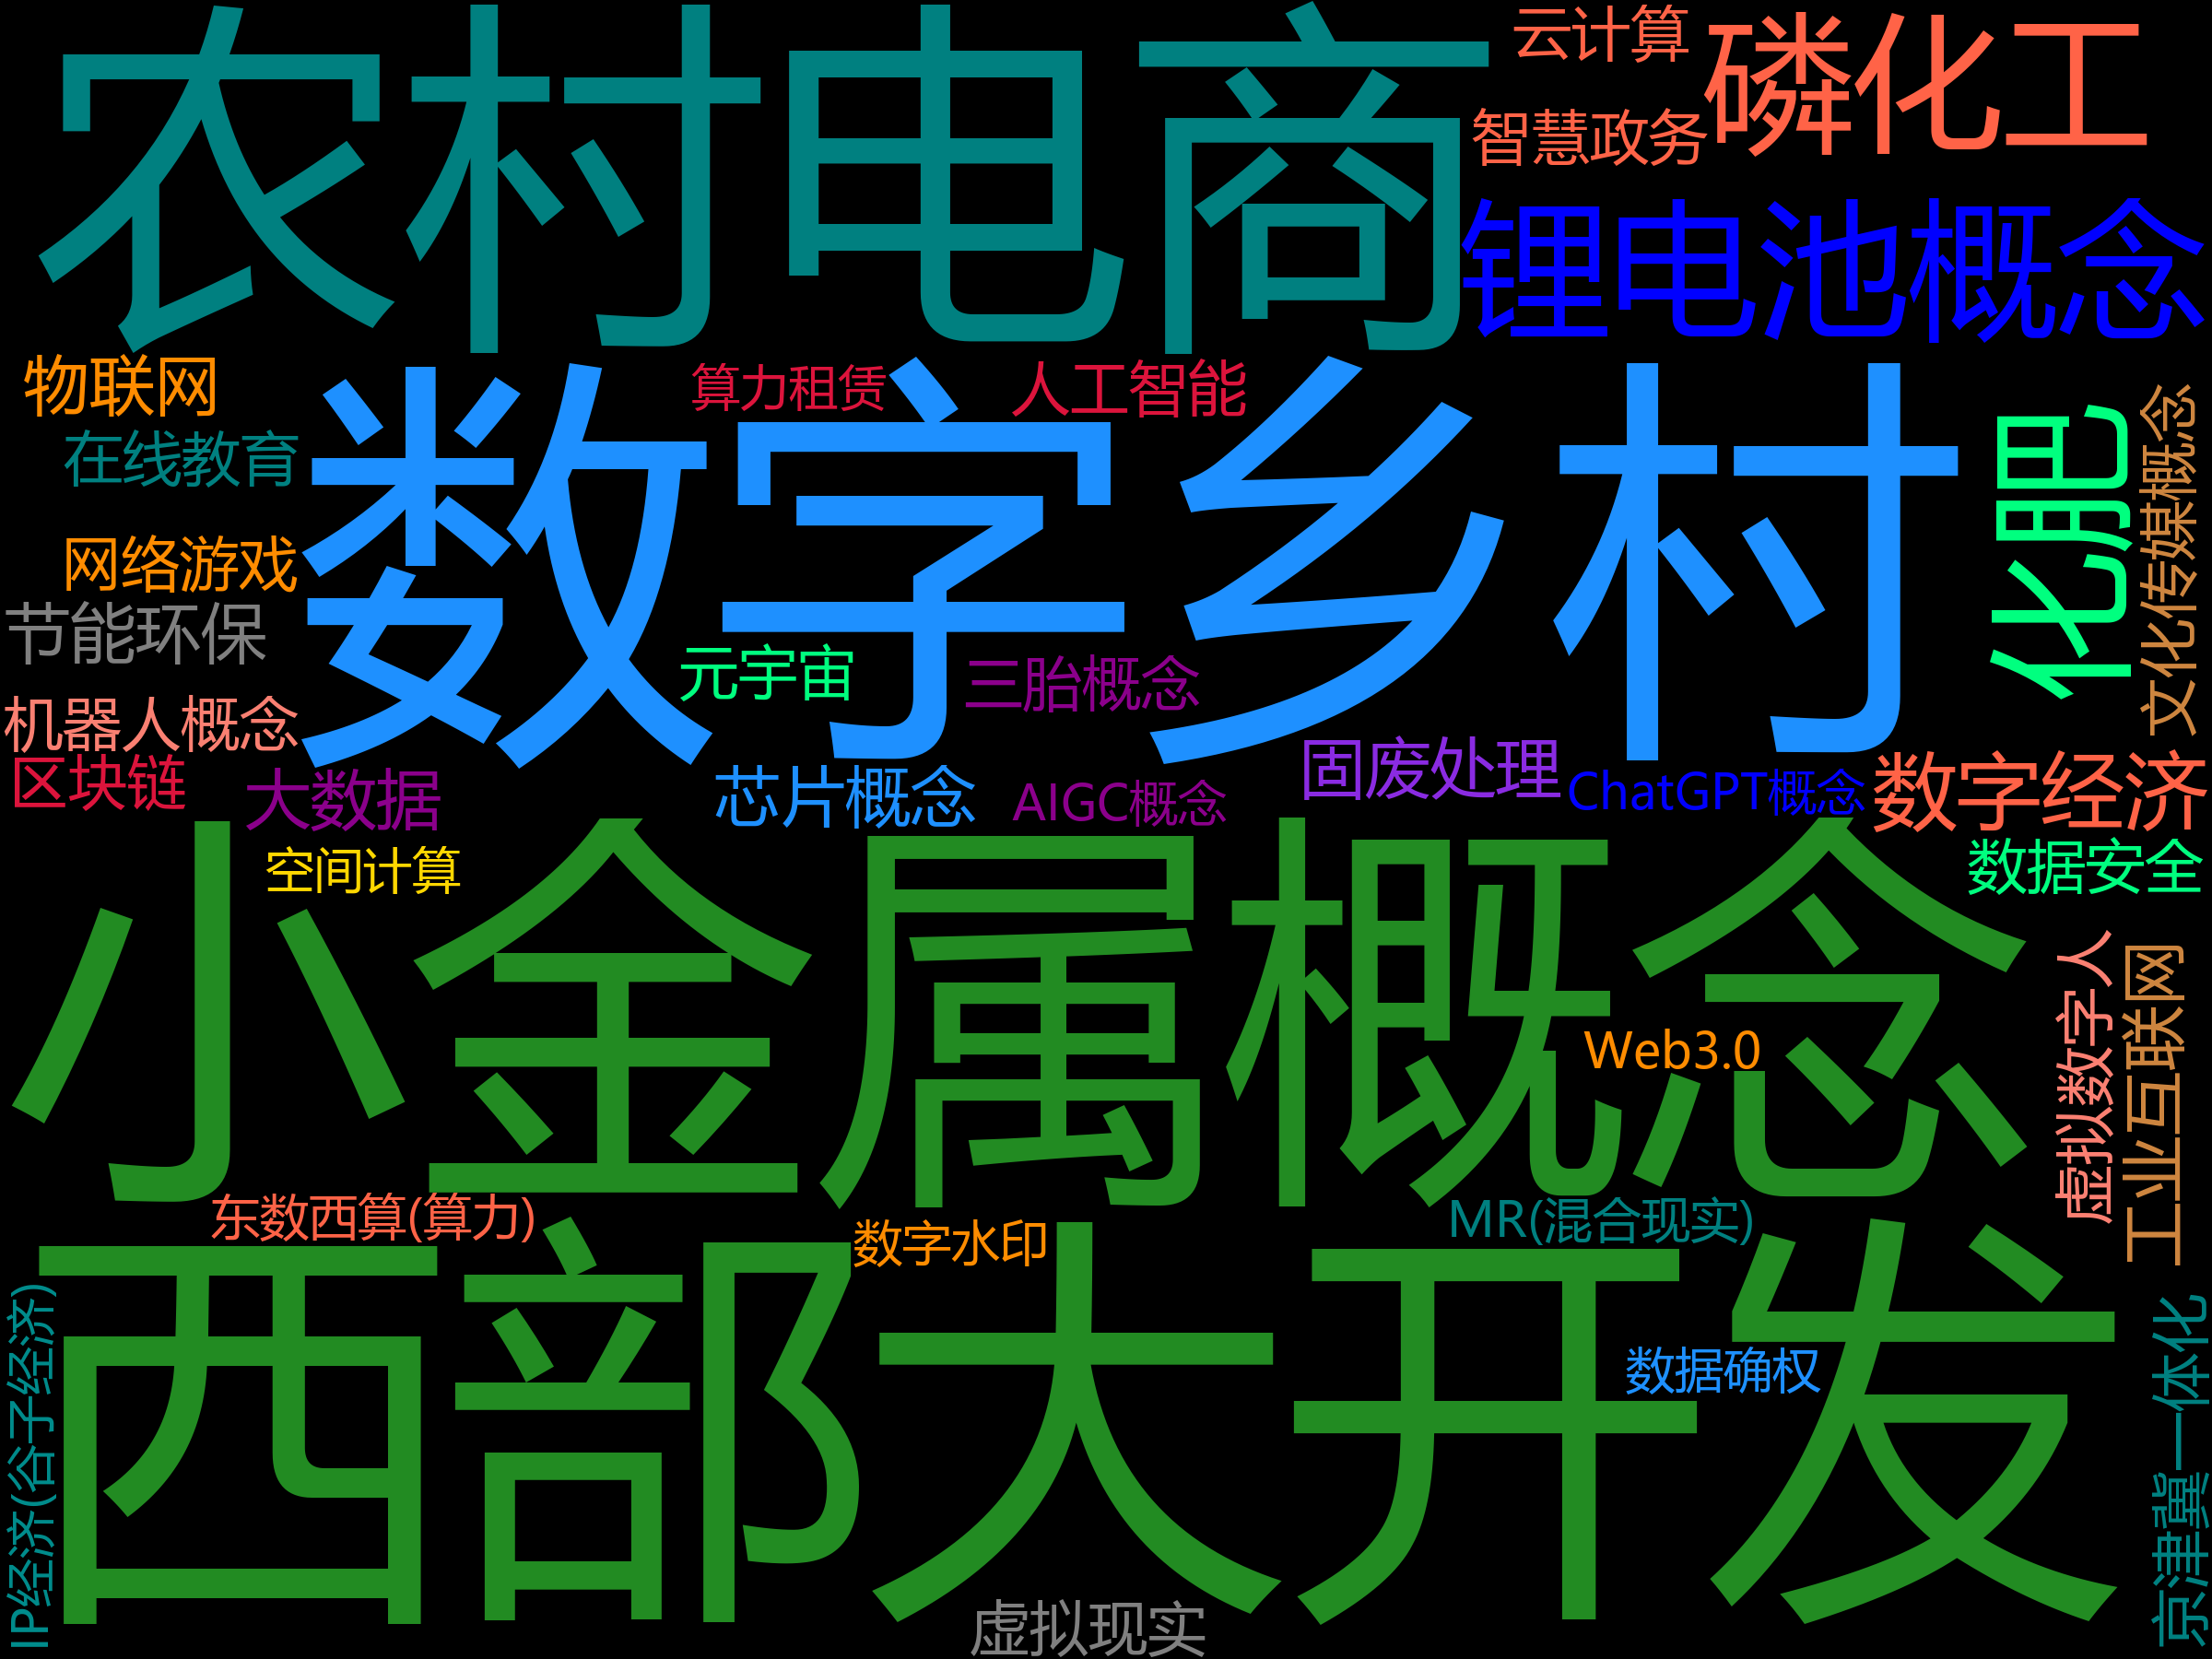 农村电商
云计算
磷化工
智慧政务
锂电池概念
物联网
算力租赁
人工智能
在线教育
数字乡村
化肥
文化传媒概念
网络游戏
节能环保
元宇宙
三胎概念
机器人概念
区块链
大数据
芯片概念
AIGC概念
固废处理
ChatGPT概念
数字经济
空间计算
数据安全
小金属概念
Web3.0
虚拟数字人
工业互联网
东数西算(算力)
数字水印
MR(混合现实)
IP经济(谷子经济)
西部大开发
数据确权
京津冀一体化
虚拟现实